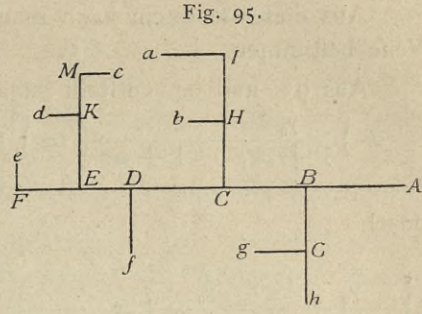 Fig. 95.
a I
M c
d K b H
e
F E D C B A
g C
f
h